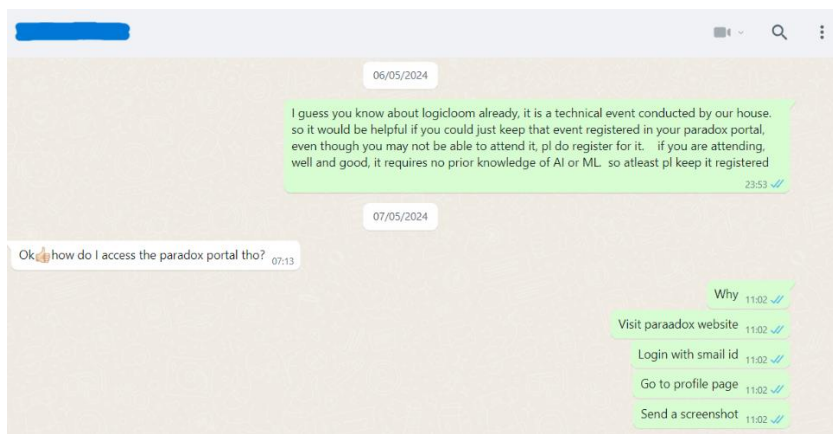 06/05/2024
I guess you know about logicloom already, it is a technical event conducted by our house.
so it would be helpful if you could just keep that event registered in your paradox portal,
even though you may not be able to attend it, pl do register for it. if you are attending,
well and good, it requires no prior knowledge of AI or ML. so atleast pl keep it registered
23:53
07/05/2024
Ok👍🏼how do I access the paradox portal tho? 07:13
Why 11:02
Visit paraadox website 11:02
Login with smail id 11:02
Go to profile page 11:02
Send a screenshot 11:02